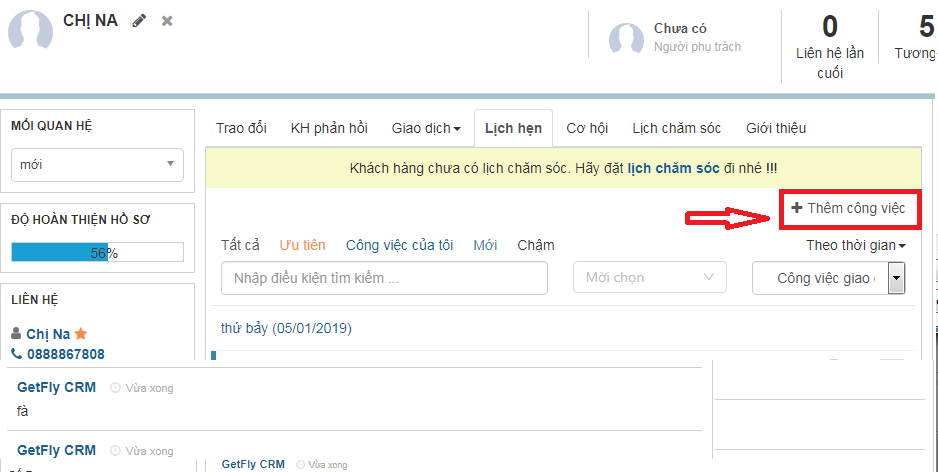 CHỊ NA
Chưa có
Người phụ trách
0
Liên hệ lần
cuối
5
Tương
MỐI QUAN HỆ
mới
ĐỘ HOÀN THIỆN HỒ SƠ
56%
LIÊN HỆ
Chị Na
0888867808
Trao đổi KH phản hồi Giao dịch Lịch hẹn Cơ hội Lịch chăm sóc Giới thiệu
Khách hàng chưa có lịch chăm sóc. Hãy đặt lịch chăm sóc đi nhé !!!
+ Thêm công việc
Tất cả Ưu tiên Công việc của tôi Mới Chậm Theo thời gian
Nhập điều kiện tìm kiếm ... Mời chọn Công việc giao
thứ bảy (05/01/2019)
GetFly CRM Vừa xong
fà
GetFly CRM Vừa xong
GetFly CRM Vừa xong